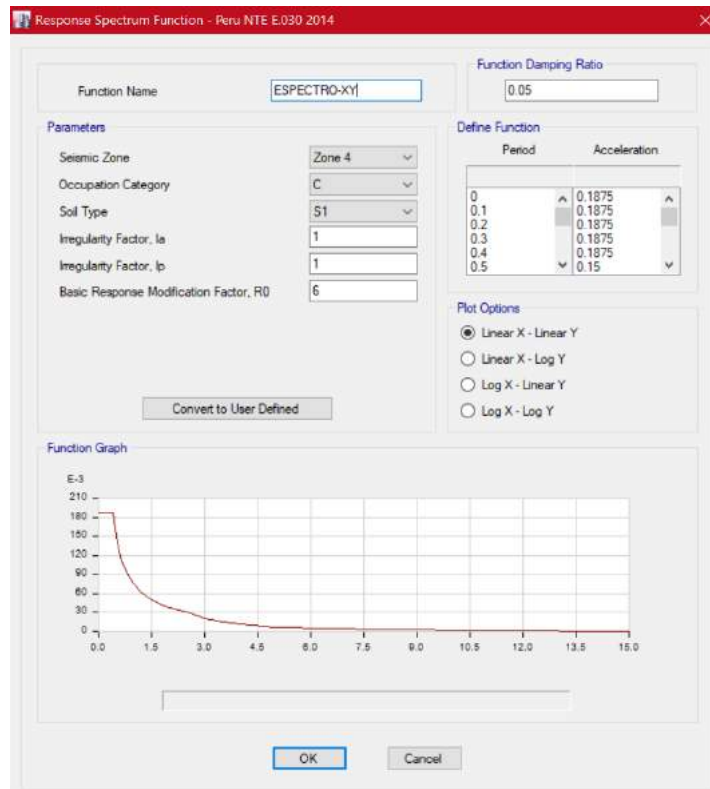 Response Spectrum Function - Peru NTE E.030 2014
Function Name
ESPECTRO-XY
Function Damping Ratio
0.05
Parameters
Seismic Zone
Zone 4
Occupation Category
C
Soil Type
S1
Irregularity Factor, Ia
1
Irregularity Factor, Ip
1
Basic Response Modification Factor, R0
6
Convert to User Defined
Define Function
Period Acceleration
0 0.1875
0.1 0.1875
0.2 0.1875
0.3 0.1875
0.4 0.1875
0.5 0.15
Plot Options
Linear X - Linear Y
Linear X - Log Y
Log X - Linear Y
Log X - Log Y
Function Graph
E-3
210
180
150
120
90
60
30
0
0.0 1.5 3.0 4.5 6.0 7.5 9.0 10.5 12.0 13.5 15.0
OK Cancel